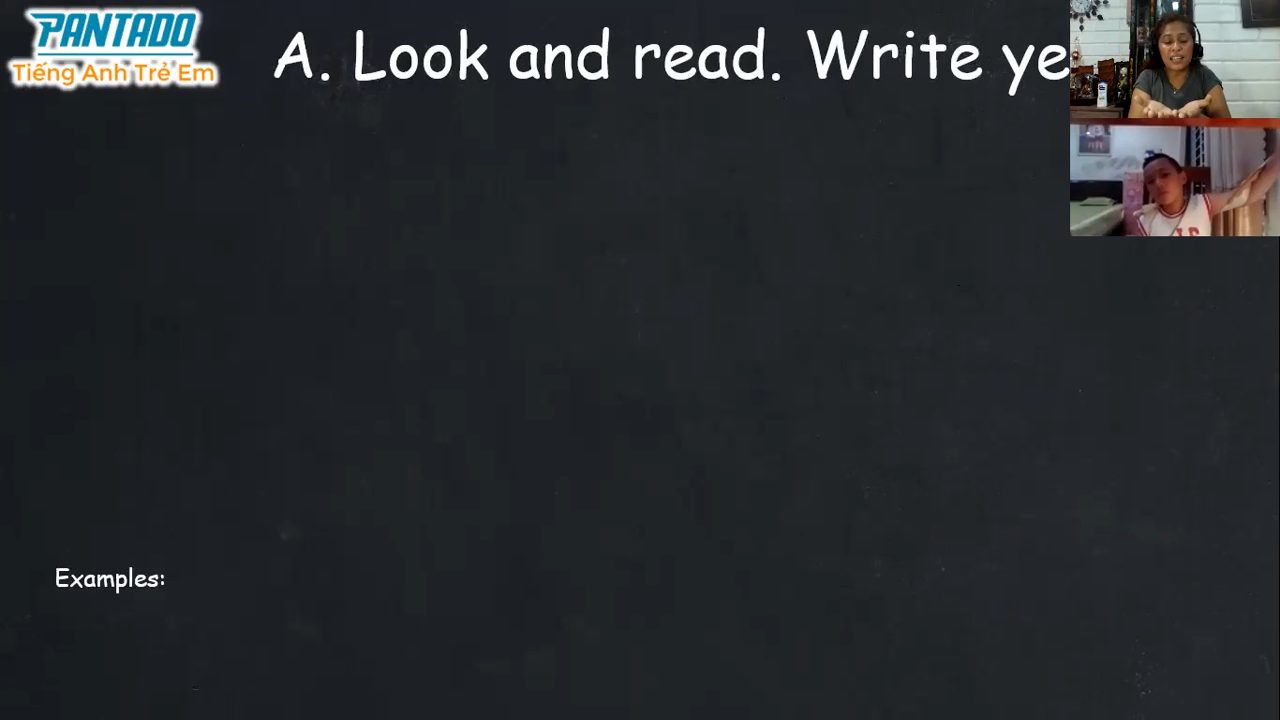 PANTADO
Tiếng Anh Trẻ Em
A. Look and read. Write ye
Examples: